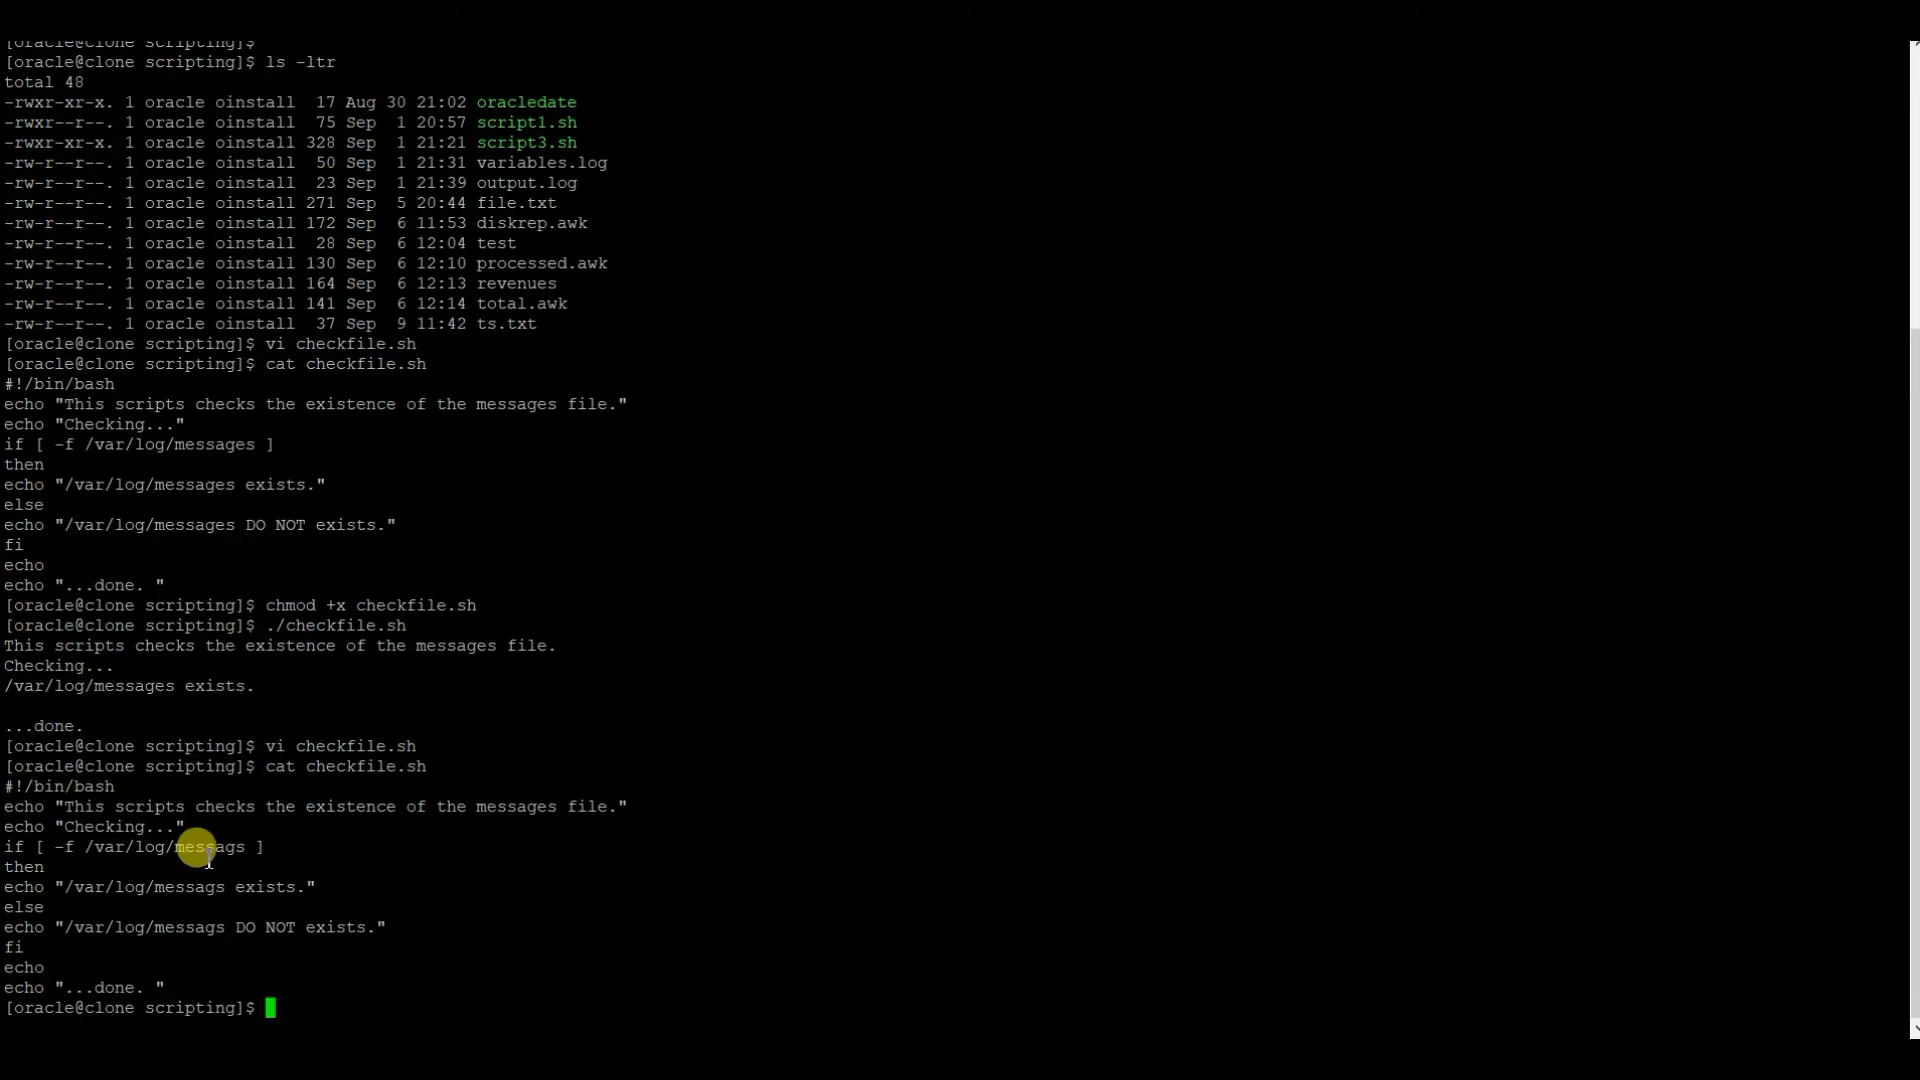 [oracle@clone scripting]$
[oracle@clone scripting]$ ls -ltr
total 48
-rwxr-xr-x. 1 oracle oinstall  17 Aug 30 21:02 oracledate
-rwxr--r--. 1 oracle oinstall  75 Sep  1 20:57 script1.sh
-rwxr-xr-x. 1 oracle oinstall 328 Sep  1 21:21 script3.sh
-rw-r--r--. 1 oracle oinstall  50 Sep  1 21:31 variables.log
-rw-r--r--. 1 oracle oinstall  23 Sep  1 21:39 output.log
-rw-r--r--. 1 oracle oinstall 271 Sep  5 20:44 file.txt
-rw-r--r--. 1 oracle oinstall 172 Sep  6 11:53 diskrep.awk
-rw-r--r--. 1 oracle oinstall  28 Sep  6 12:04 test
-rw-r--r--. 1 oracle oinstall 130 Sep  6 12:10 processed.awk
-rw-r--r--. 1 oracle oinstall 164 Sep  6 12:13 revenues
-rw-r--r--. 1 oracle oinstall 141 Sep  6 12:14 total.awk
-rw-r--r--. 1 oracle oinstall  37 Sep  9 11:42 ts.txt
[oracle@clone scripting]$ vi checkfile.sh
[oracle@clone scripting]$ cat checkfile.sh
#!/bin/bash
echo "This scripts checks the existence of the messages file."
echo "Checking..."
if [ -f /var/log/messages ]
then
echo "/var/log/messages exists."
else
echo "/var/log/messages DO NOT exists."
fi
echo
echo "...done. "
[oracle@clone scripting]$ chmod +x checkfile.sh
[oracle@clone scripting]$ ./checkfile.sh
This scripts checks the existence of the messages file.
Checking...
/var/log/messages exists.

...done.
[oracle@clone scripting]$ vi checkfile.sh
[oracle@clone scripting]$ cat checkfile.sh
#!/bin/bash
echo "This scripts checks the existence of the messages file."
echo "Checking..."
if [ -f /var/log/messags ]
then
echo "/var/log/messags exists."
else
echo "/var/log/messags DO NOT exists."
fi
echo
echo "...done. "
[oracle@clone scripting]$